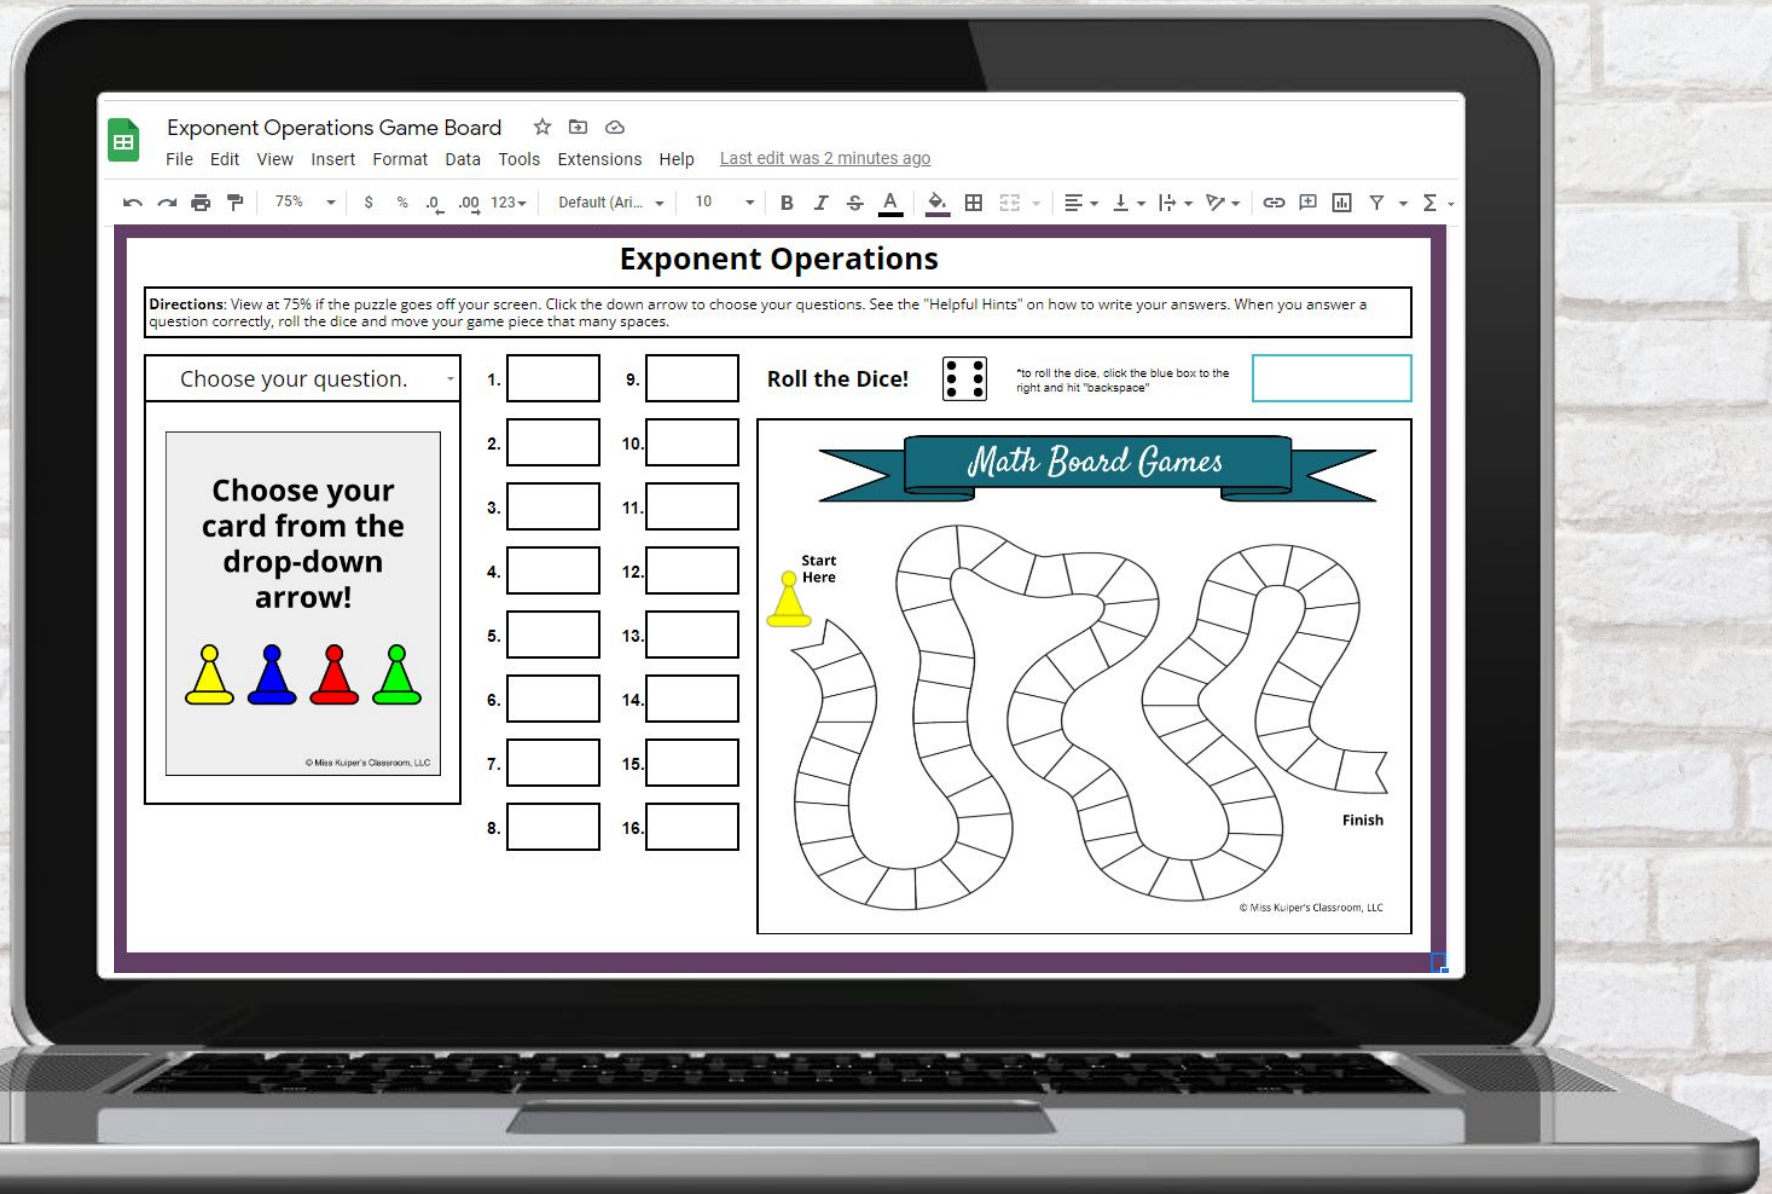 Exponent Operations Game Board
File Edit View Insert Format Data Tools Extensions Help Last edit was 2 minutes ago
75% $ % .0 .00 123 Default (Ari... 10 B I S A
Exponent Operations
Directions: View at 75% if the puzzle goes off your screen. Click the down arrow to choose your questions. See the "Helpful Hints" on how to write your answers. When you answer a
question correctly, roll the dice and move your game piece that many spaces.
Choose your question.
Choose your
card from the
drop-down
arrow!
© Miss Kuiper's Classroom, LLC
1.
2.
3.
4.
5.
6.
7.
8.
9.
10.
11.
12.
13.
14.
15.
16.
Roll the Dice!
*to roll the dice, click the blue box to the
right and hit "backspace"
Math Board Games
Start
Here
Finish
© Miss Kuiper's Classroom, LLC